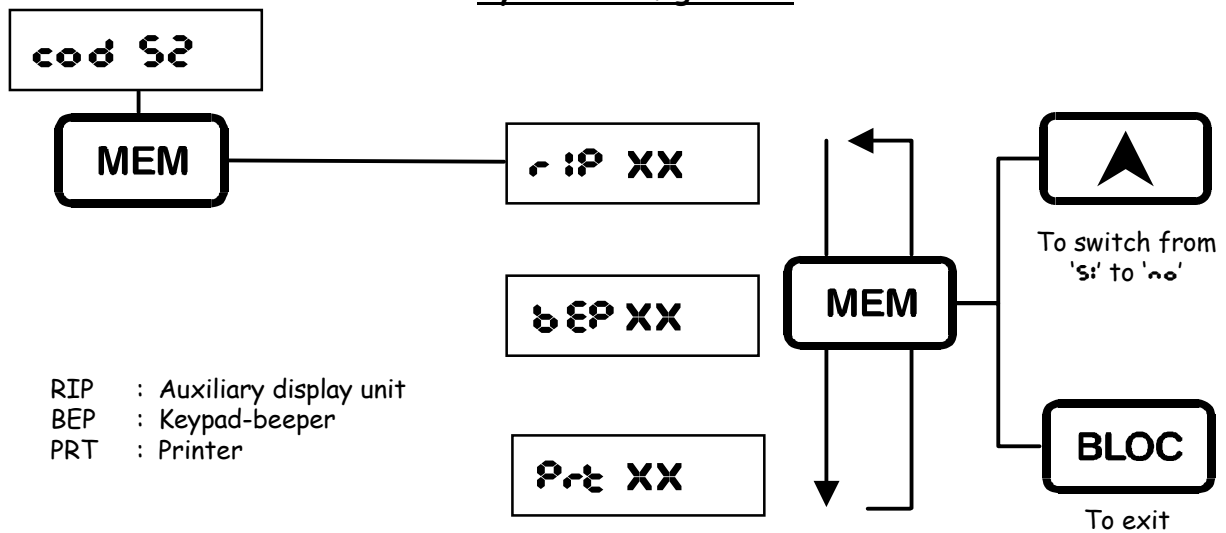 cod 52
MEM
riP XX
bEP XX
Prt XX
MEM
To switch from
'Si' to 'no'
BLOC
To exit
RIP : Auxiliary display unit
BEP : Keypad-beeper
PRT : Printer